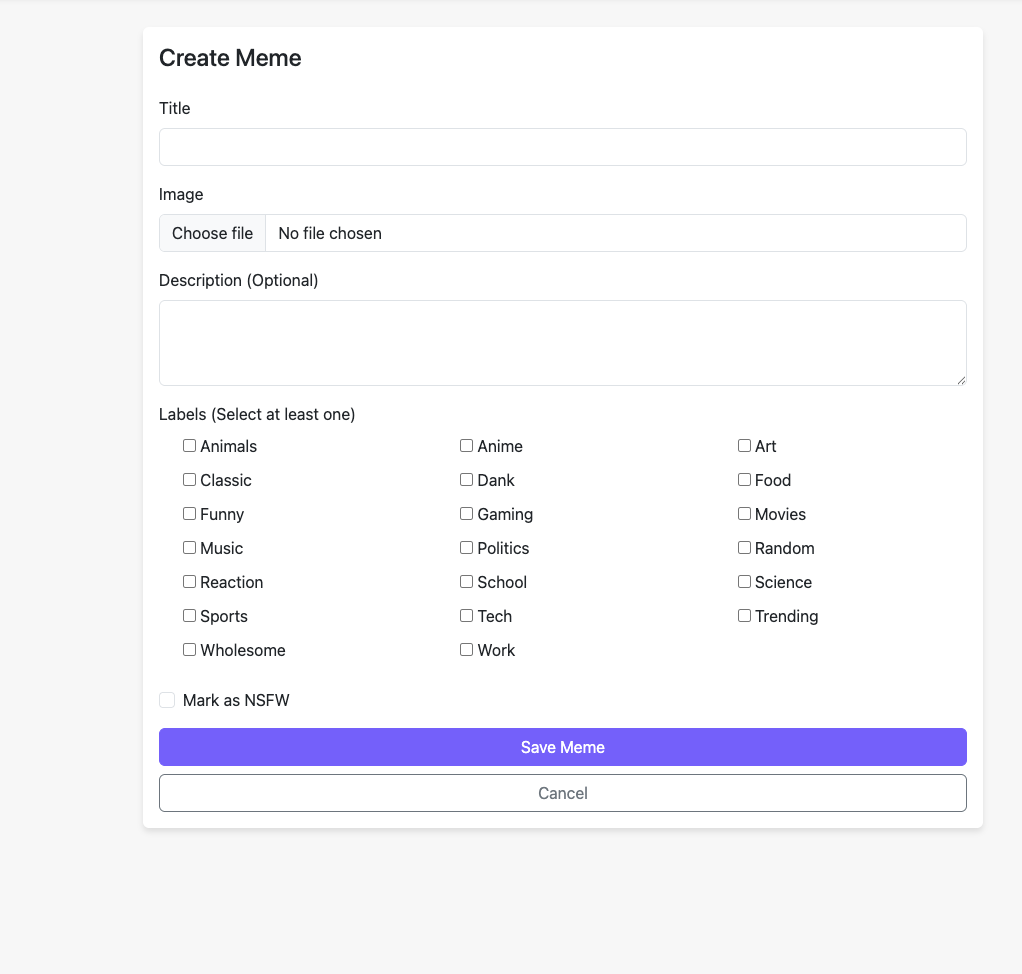 Create Meme
Title
Image
Choose file No file chosen
Description (Optional)
Labels (Select at least one)
Animals Anime Art
Classic Dank Food
Funny Gaming Movies
Music Politics Random
Reaction School Science
Sports Tech Trending
Wholesome Work
Mark as NSFW
Save Meme
Cancel